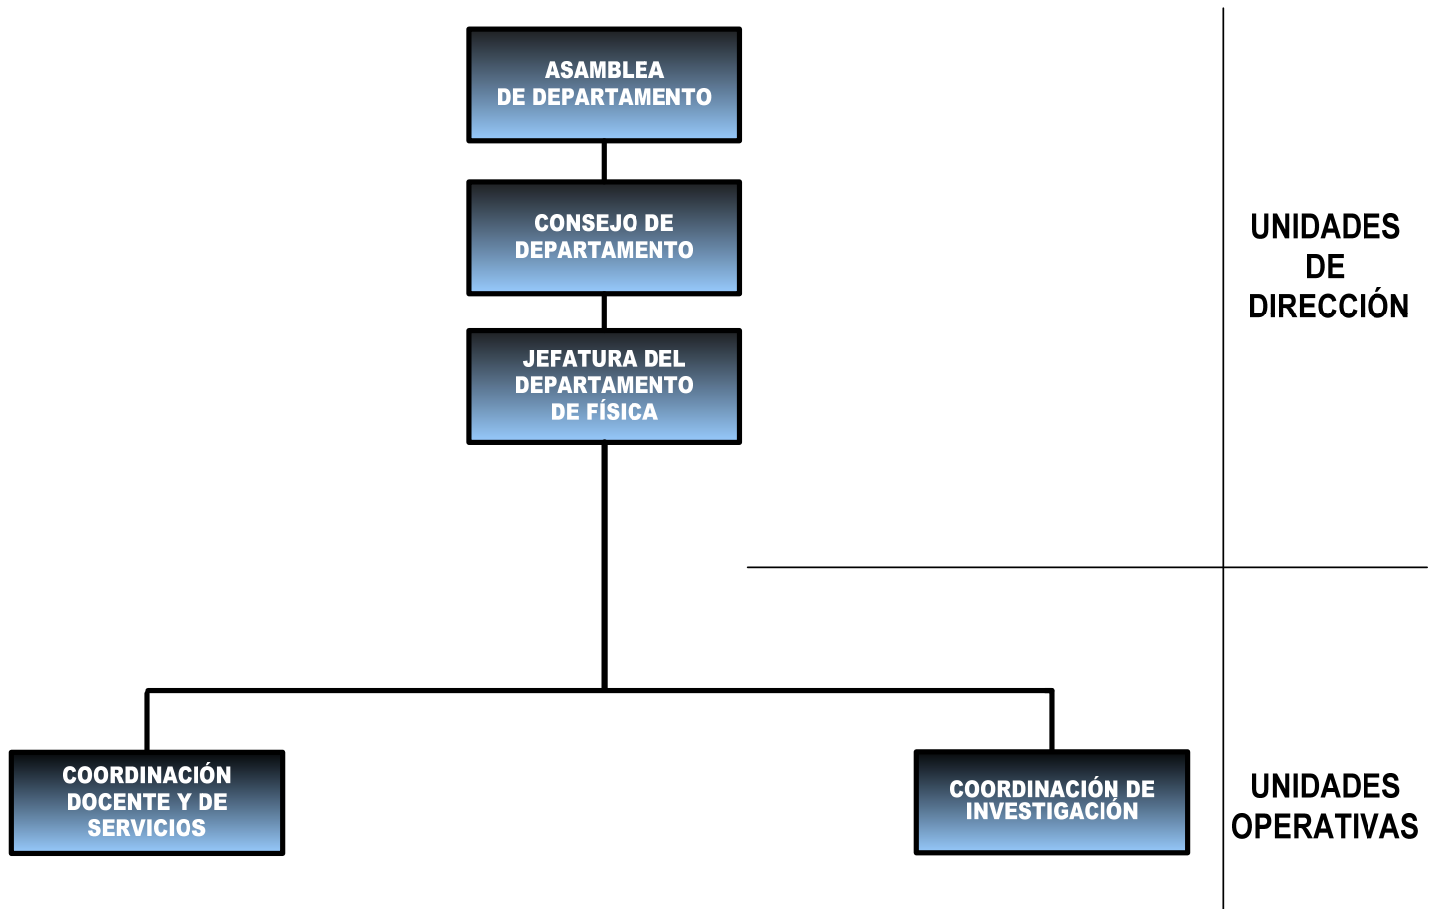 ASAMBLEA
DE DEPARTAMENTO
CONSEJO DE
DEPARTAMENTO
UNIDADES
DE
DIRECCIÓN
JEFATURA DEL
DEPARTAMENTO
DE FÍSICA
COORDINACIÓN
DOCENTE Y DE
SERVICIOS
COORDINACIÓN DE
INVESTIGACIÓN
UNIDADES
OPERATIVAS